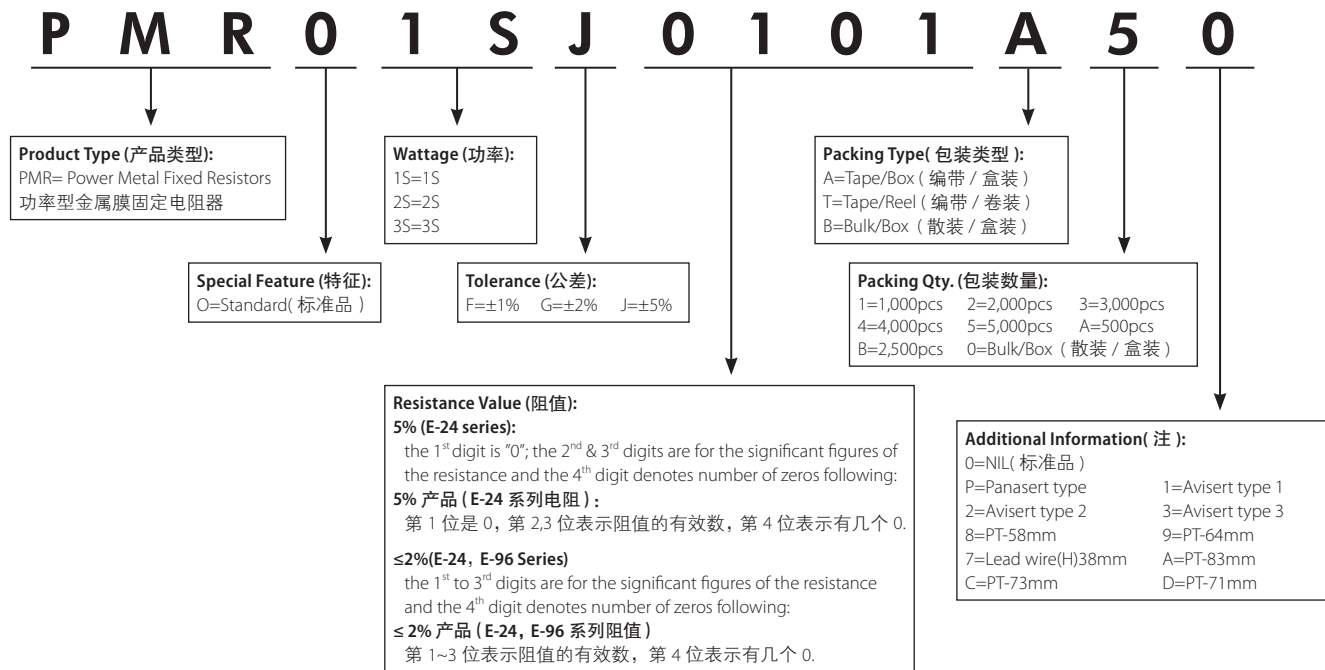 P M R 0 1 S J 0 1 0 1 A 5 0
Product Type (产品类型):
PMR= Power Metal Fixed Resistors
功率型金属膜固定电阻器
Wattage (功率):
1S=1S
2S=2S
3S=3S
Packing Type( 包装类型 ):
A=Tape/Box ( 编带 / 盒装 )
T=Tape/Reel ( 编带 / 卷装 )
B=Bulk/Box ( 散装 / 盒装 )
Special Feature (特征):
O=Standard( 标准品 )
Tolerance (公差):
F=±1% G=±2% J=±5%
Packing Qty. (包装数量):
1=1,000pcs 2=2,000pcs 3=3,000pcs
4=4,000pcs 5=5,000pcs A=500pcs
B=2,500pcs 0=Bulk/Box ( 散装 / 盒装 )
Resistance Value (阻值):
5% (E-24 series):
the 1st digit is "0"; the 2nd & 3rd digits are for the significant figures of
the resistance and the 4th digit denotes number of zeros following:
5% 产品 ( E-24 系列电阻 ) :
第 1 位是 0, 第 2,3 位表示阻值的有效数, 第 4 位表示有几个 0.
≤2%(E-24, E-96 Series)
the 1st to 3rd digits are for the significant figures of the resistance
and the 4th digit denotes number of zeros following:
≤ 2% 产品 ( E-24, E-96 系列阻值 )
第 1~3 位表示阻值的有效数, 第 4 位表示有几个 0.
Additional Information( 注 ):
0=NIL( 标准品 )
P=Panasert type 1=Avisert type 1
2=Avisert type 2 3=Avisert type 3
8=PT-58mm 9=PT-64mm
7=Lead wire(H)38mm A=PT-83mm
C=PT-73mm D=PT-71mm